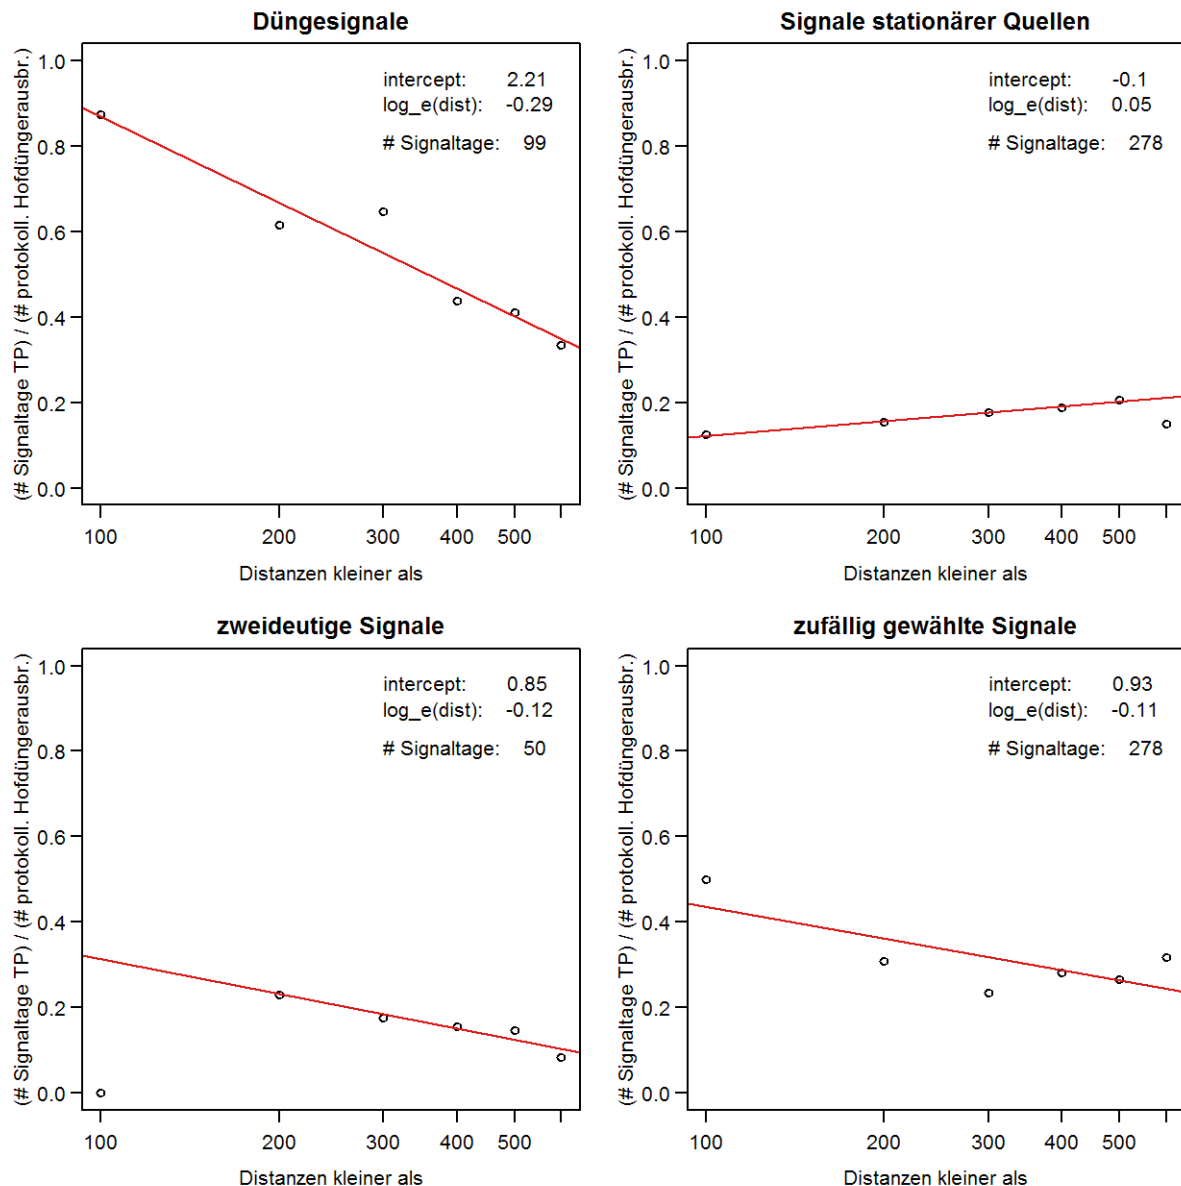 Düngesignale
intercept: 2.21
log_e(dist): -0.29
# Signaltage: 99
(# Signaltage TP) / (# protokoll. Hofdüngerausbr.)
1.0
0.8
0.6
0.4
0.2
0.0
100 200 300 400 500
Distanzen kleiner als
Signale stationärer Quellen
intercept: -0.1
log_e(dist): 0.05
# Signaltage: 278
(# Signaltage TP) / (# protokoll. Hofdüngerausbr.)
1.0
0.8
0.6
0.4
0.2
0.0
100 200 300 400 500
Distanzen kleiner als
zweideutige Signale
intercept: 0.85
log_e(dist): -0.12
# Signaltage: 50
(# Signaltage TP) / (# protokoll. Hofdüngerausbr.)
1.0
0.8
0.6
0.4
0.2
0.0
100 200 300 400 500
Distanzen kleiner als
zufällig gewählte Signale
intercept: 0.93
log_e(dist): -0.11
# Signaltage: 278
(# Signaltage TP) / (# protokoll. Hofdüngerausbr.)
1.0
0.8
0.6
0.4
0.2
0.0
100 200 300 400 500
Distanzen kleiner als